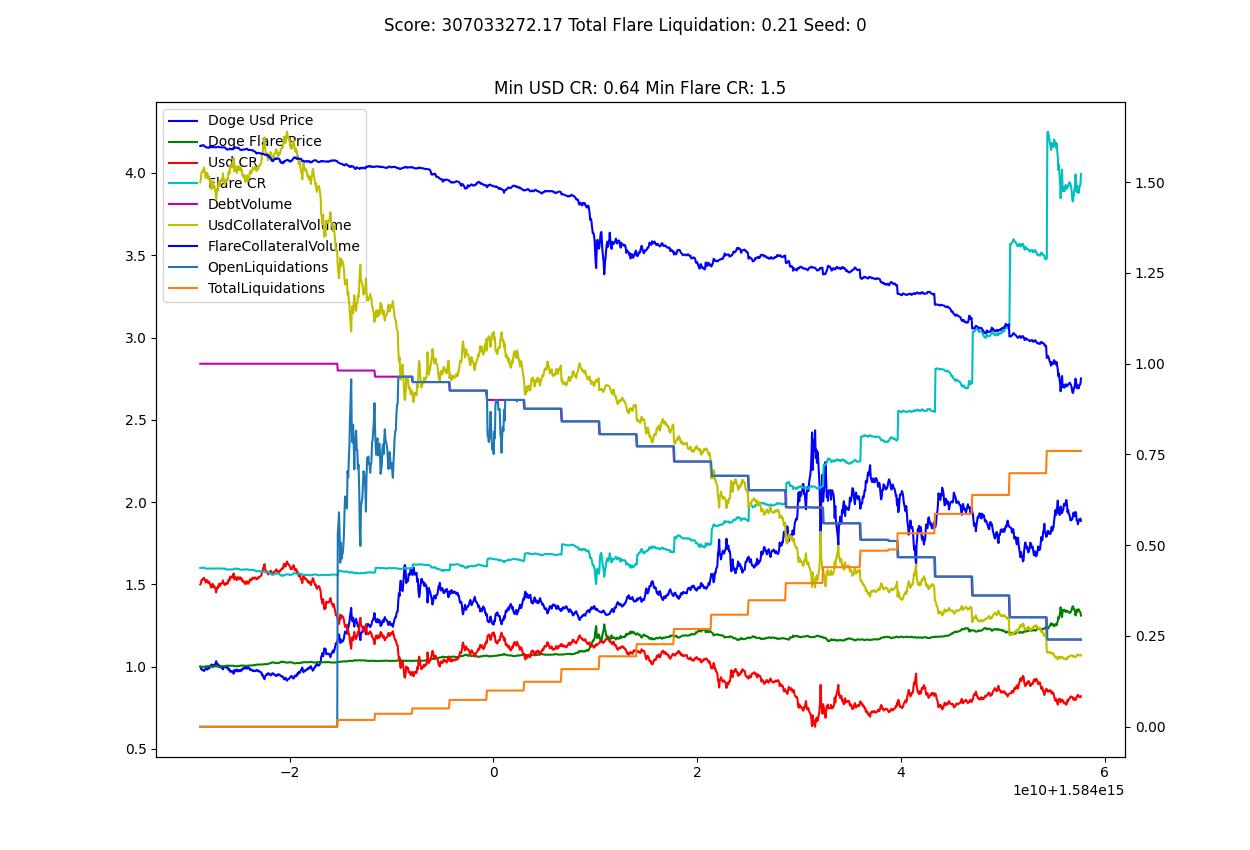 Score: 307033272.17 Total Flare Liquidation: 0.21 Seed: 0
Min USD CR: 0.64 Min Flare CR: 1.5
Doge Usd Price
Doge Flare Price
Usd CR
Flare CR
DebtVolume
UsdCollateralVolume
FlareCollateralVolume
OpenLiquidations
TotalLiquidations
4.0
3.5
3.0
2.5
2.0
1.5
1.0
0.5
1.50
1.25
1.00
0.75
0.50
0.25
0.00
−2 0 2 4 6
1e10+1.584e15